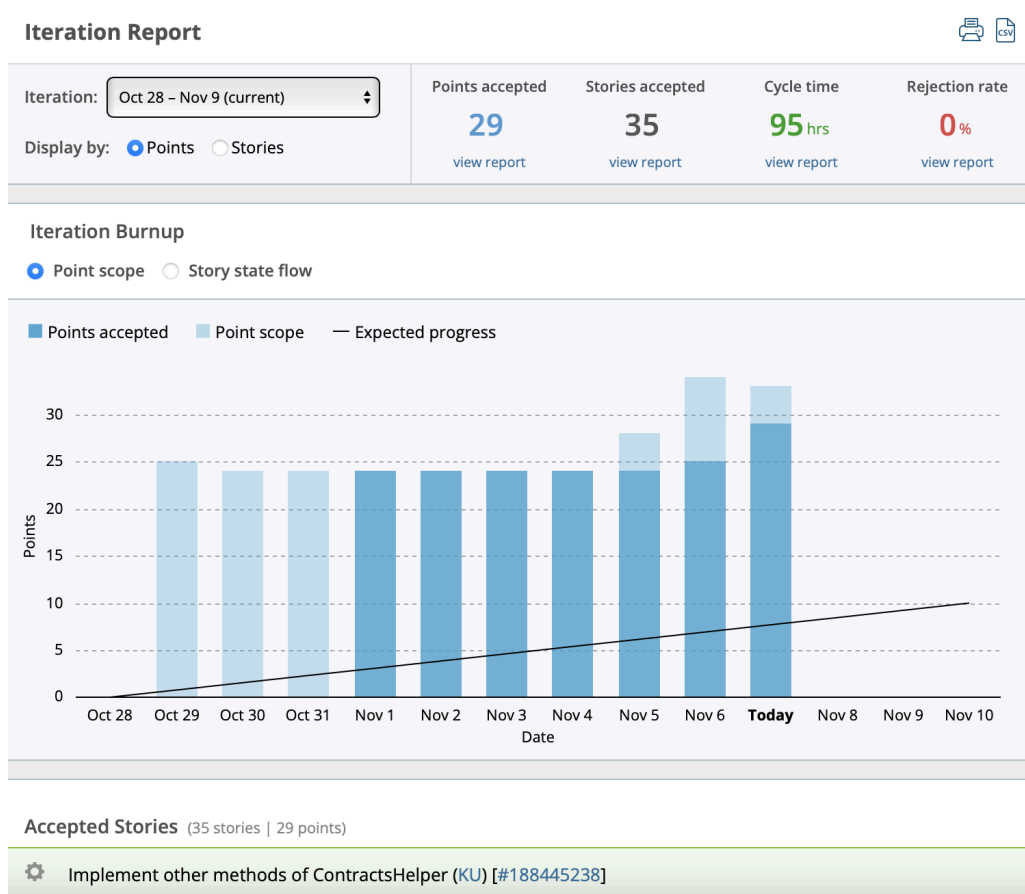 Iteration Report
CSV
Iteration: Oct 28 – Nov 9 (current)
Display by: Points Stories
Points accepted
29
view report
Stories accepted
35
view report
Cycle time
95 hrs
view report
Rejection rate
0 %
view report
Iteration Burnup
Point scope Story state flow
Points accepted Point scope Expected progress
30
25
20
15
10
5
0
Points
Oct 28 Oct 29 Oct 30 Oct 31 Nov 1 Nov 2 Nov 3 Nov 4 Nov 5 Nov 6 Today Nov 8 Nov 9 Nov 10
Date
Accepted Stories (35 stories | 29 points)
Implement other methods of ContractsHelper (KU) [#188445238]